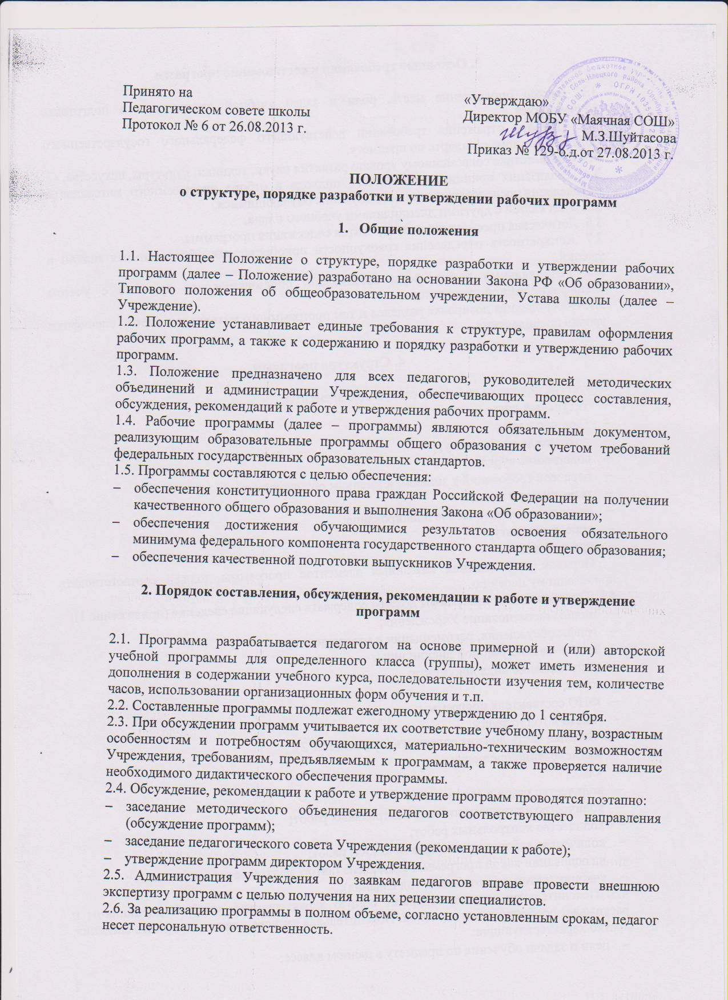 Принято на
Педагогическом совете школы
Протокол № 6 от 26.08.2013 г.
«Утверждаю»
Директор МОБУ «Маячная СОШ»
М.З.Шуйтасова
Приказ № 129-о.д.от 27.08.2013 г.
ПОЛОЖЕНИЕ
о структуре, порядке разработки и утверждении рабочих программ
1. Общие положения
1.1. Настоящее Положение о структуре, порядке разработки и утверждении рабочих
программ (далее – Положение) разработано на основании Закона РФ «Об образовании»,
Типового положения об общеобразовательном учреждении, Устава школы (далее –
Учреждение).
1.2. Положение устанавливает единые требования к структуре, правилам оформления
рабочих программ, а также к содержанию и порядку разработки и утверждению рабочих
программ.
1.3. Положение предназначено для всех педагогов, руководителей методических
объединений и администрации Учреждения, обеспечивающих процесс составления,
обсуждения, рекомендаций к работе и утверждения рабочих программ.
1.4. Рабочие программы (далее – программы) являются обязательным документом,
реализующим образовательные программы общего образования с учетом требований
федеральных государственных образовательных стандартов.
1.5. Программы составляются с целью обеспечения:
– обеспечения конституционного права граждан Российской Федерации на получении
качественного общего образования и выполнения Закона «Об образовании»;
– обеспечения достижения обучающимися результатов освоения обязательного
минимума федерального компонента государственного стандарта общего образования;
– обеспечения качественной подготовки выпускников Учреждения.
2. Порядок составления, обсуждения, рекомендации к работе и утверждение
программ
2.1. Программа разрабатывается педагогом на основе примерной и (или) авторской
учебной программы для определенного класса (группы), может иметь изменения и
дополнения в содержании учебного курса, последовательности изучения тем, количестве
часов, использовании организационных форм обучения и т.п.
2.2. Составленные программы подлежат ежегодному утверждению до 1 сентября.
2.3. При обсуждении программ учитывается их соответствие учебному плану, возрастным
особенностям и потребностям обучающихся, материально-техническим возможностям
Учреждения, требованиям, предъявляемым к программам, а также проверяется наличие
необходимого дидактического обеспечения программы.
2.4. Обсуждение, рекомендации к работе и утверждение программ проводятся поэтапно:
– заседание методического объединения педагогов соответствующего направления
(обсуждение программ);
– заседание педагогического совета Учреждения (рекомендации к работе);
– утверждение программ директором Учреждения.
2.5. Администрация Учреждения по заявкам педагогов вправе провести внешнюю
экспертизу программ с целью получения на них рецензии специалистов.
2.6. За реализацию программы в полном объеме, согласно установленным срокам, педагог
несет персональную ответственность.